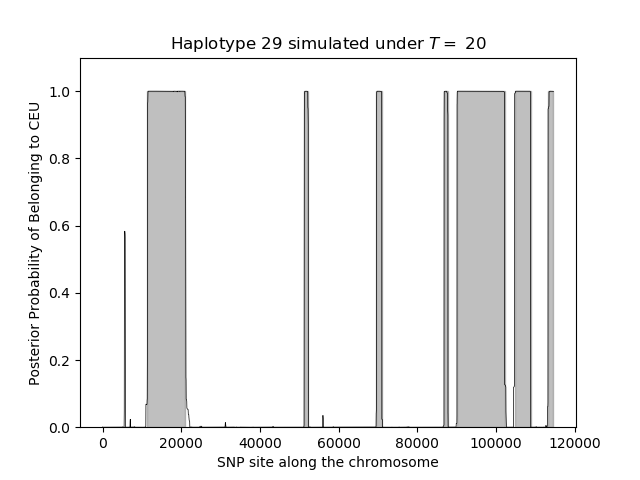 Haplotype 29 simulated under T = 20
Posterior Probability of Belonging to CEU
1.0
0.8
0.6
0.4
0.2
0.0
0 20000 40000 60000 80000 100000 120000
SNP site along the chromosome